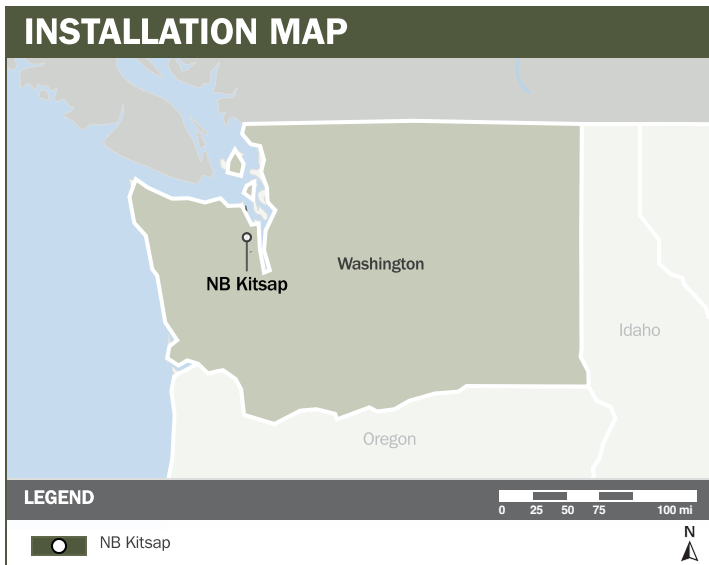 INSTALLATION MAP
Washington
NB Kitsap
Idaho
Oregon
LEGEND
0 25 50 75 100 mi
NB Kitsap
N